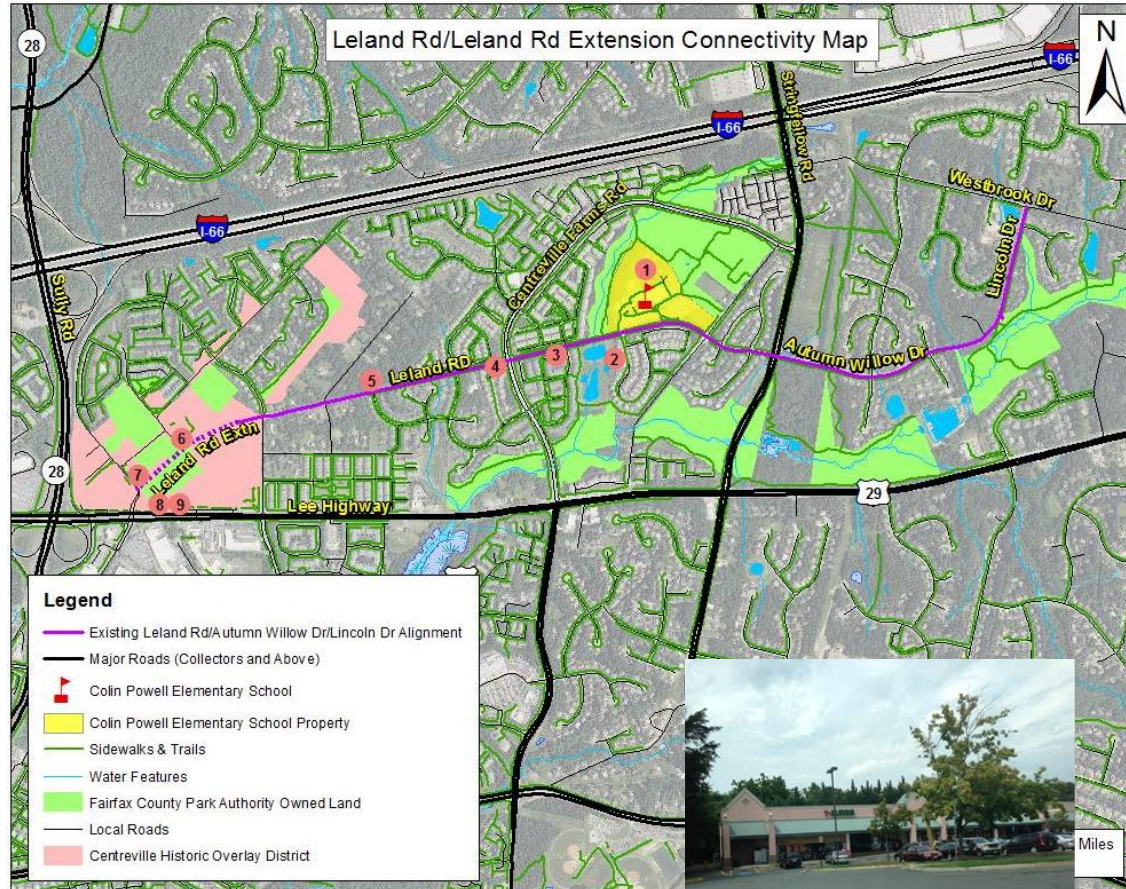 Leland Rd/Leland Rd Extension Connectivity Map
N
28
I-66
I-66
I-66
Stringfellow Rd
Westbrook Dr
Centreville Farms Rd
Lincoln Dr
Sully Rd
1
Autumn Willow Dr
2
3
4
Leland RD
5
6
Leland Rd Extn
7
28
8
9
Lee Highway
29
Legend
Existing Leland Rd/Autumn Willow Dr/Lincoln Dr Alignment
Major Roads (Collectors and Above)
Colin Powell Elementary School
Colin Powell Elementary School Property
Sidewalks & Trails
Water Features
Fairfax County Park Authority Owned Land
Local Roads
Centreville Historic Overlay District
Miles